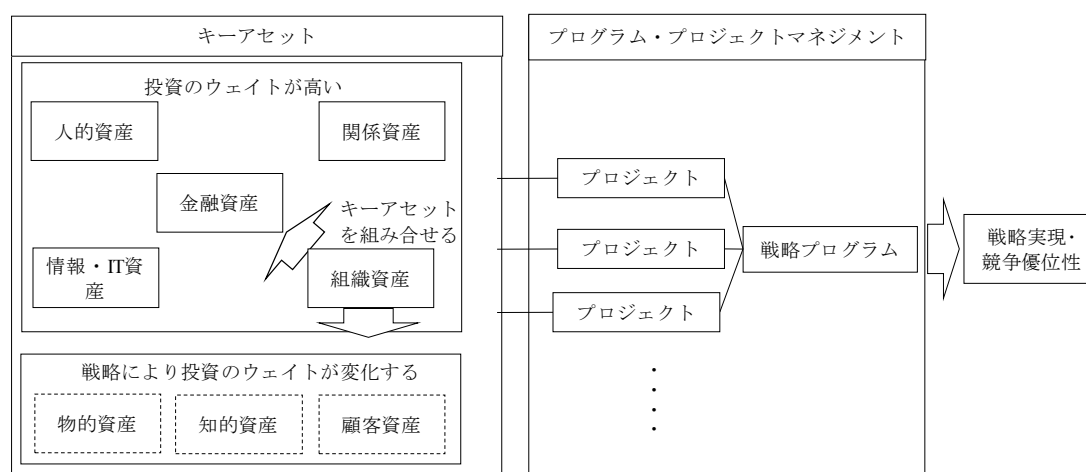 キーアセット
投資のウェイトが高い
人的資産
関係資産
金融資産
キーアセット
を組み合せる
情報・IT資
産
組織資産
戦略により投資のウェイトが変化する
物的資産
知的資産
顧客資産
プログラム・プロジェクトマネジメント
プロジェクト
プロジェクト
プロジェクト
戦略プログラム
戦略実現・
競争優位性